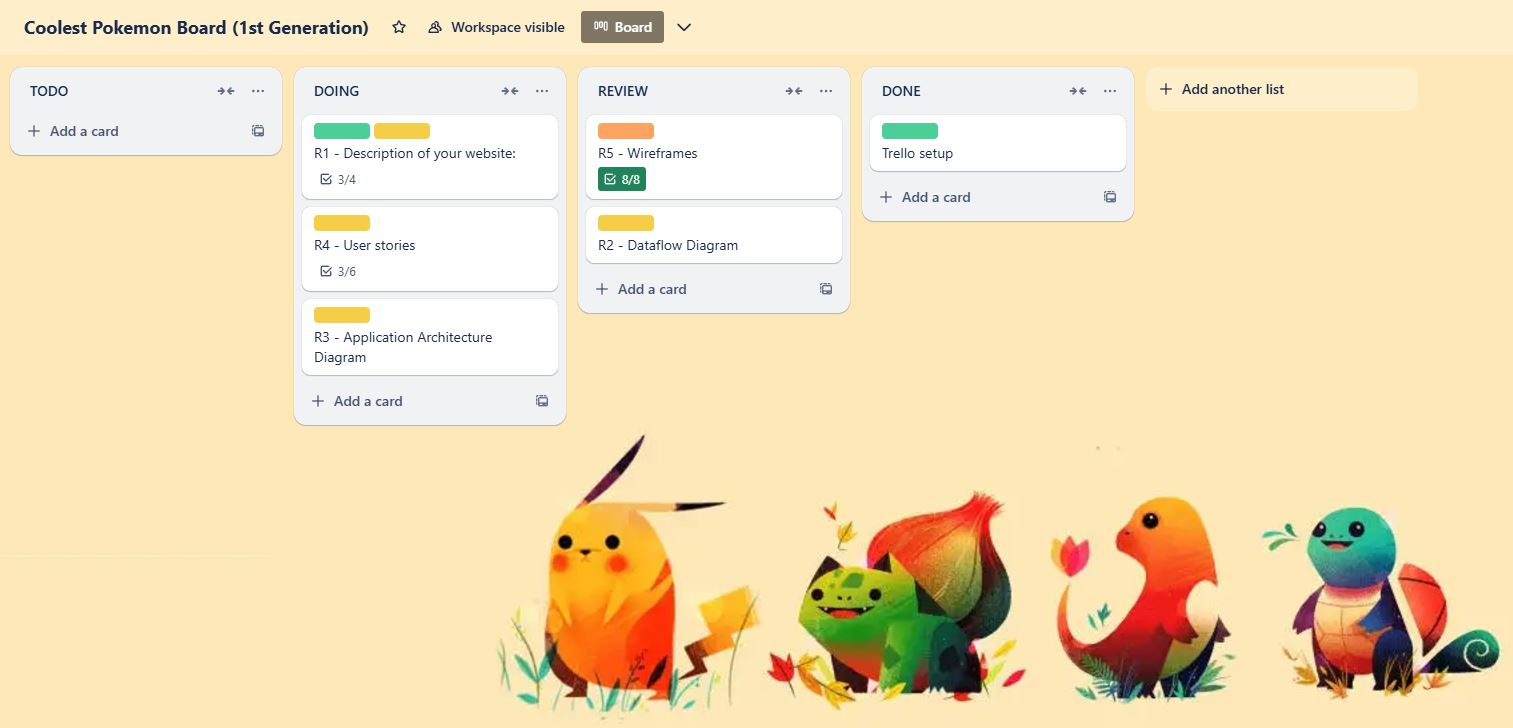 Coolest Pokemon Board (1st Generation)
Workspace visible
Board
TODO
Add a card
DOING
R1 - Description of your website:
3/4
R4 - User stories
3/6
R3 - Application Architecture
Diagram
Add a card
REVIEW
R5 - Wireframes
8/8
R2 - Dataflow Diagram
Add a card
DONE
Trello setup
Add a card
Add another list